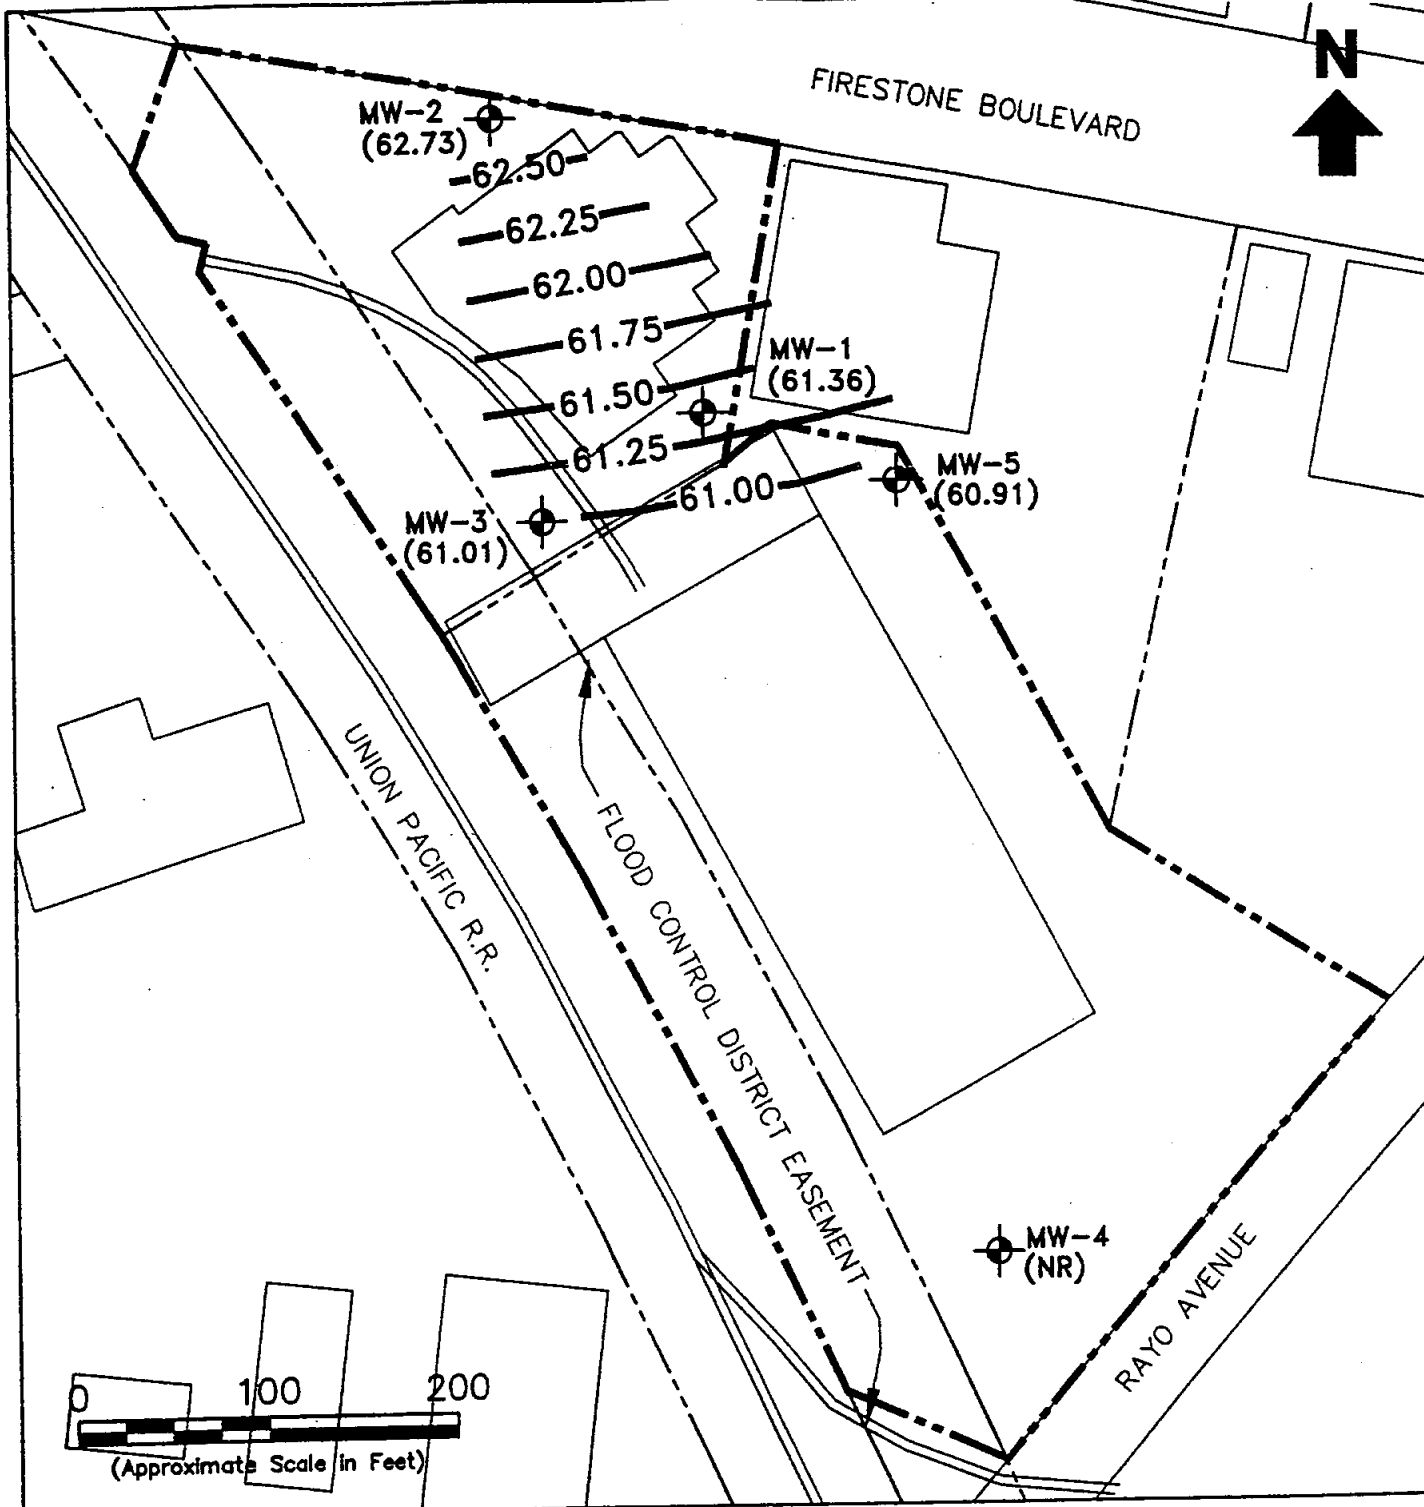 N
FIRESTONE BOULEVARD
MW-2
(62.73)
62.50
62.25
62.00
61.75
MW-1
(61.36)
61.50
61.25
MW-5
(60.91)
61.00
MW-3
(61.01)
UNION PACIFIC R.R.
FLOOD CONTROL DISTRICT EASEMENT
MW-4
(NR)
RAYO AVENUE
0 100 200
(Approximate Scale in Feet)